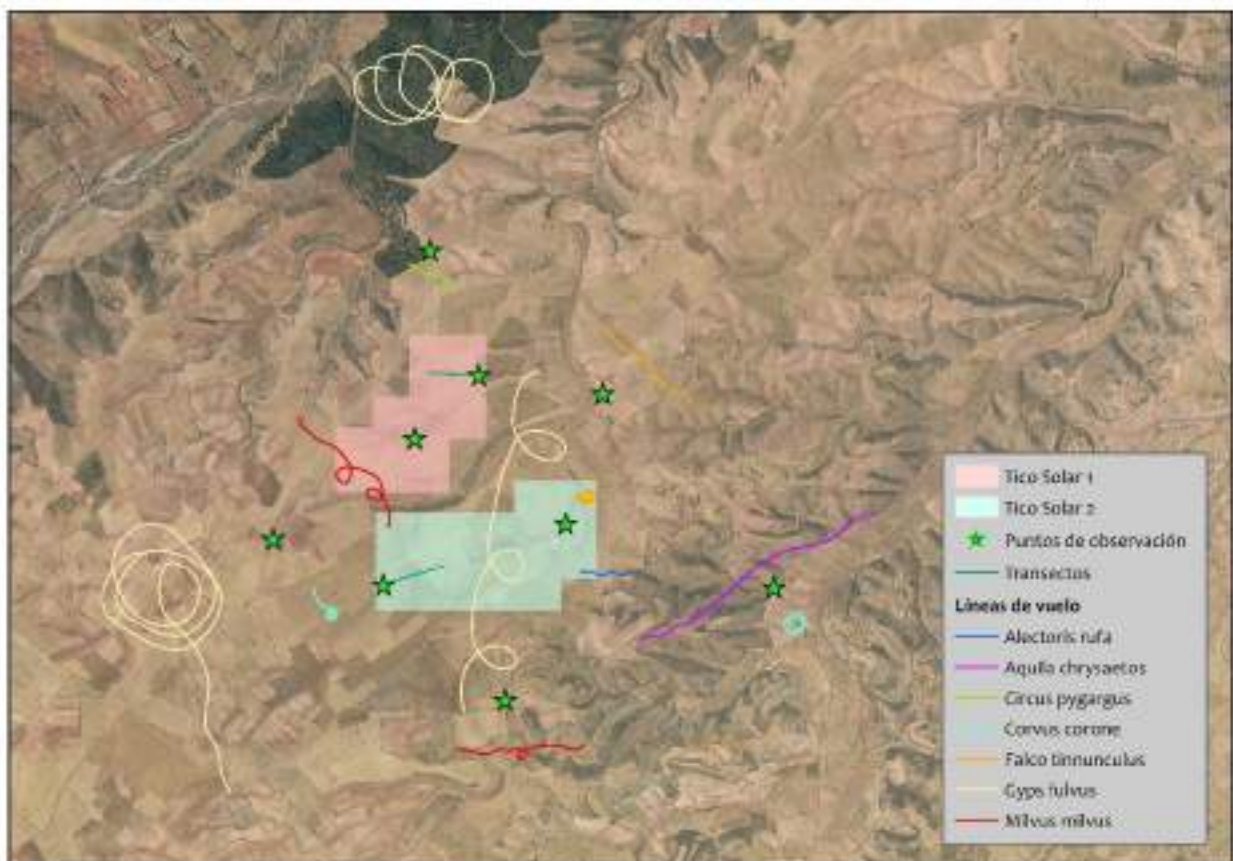 Tico Solar 1
Tico Solar 2
Puntos de observación
Transectos
Líneas de vuelo
Alectoris rufa
Aquila chrysaetos
Circus pygargus
Corvus corone
Falco tinnunculus
Gyps fulvus
Milvus milvus